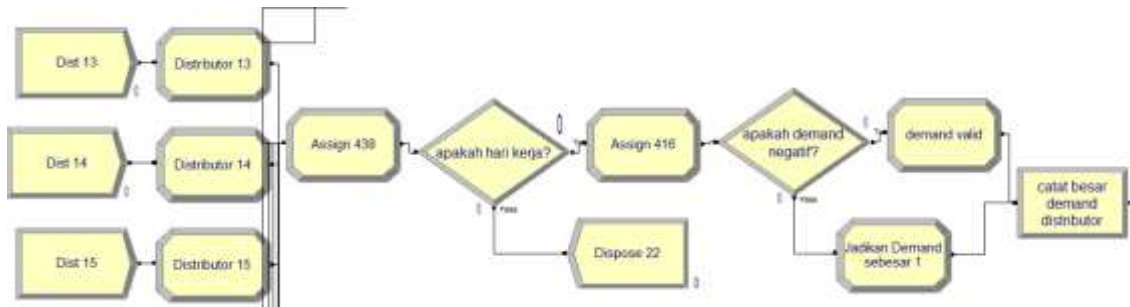 Dist 13
Distributor 13
Dist 14
Distributor 14
Dist 15
Distributor 15
Assign 438
apakah hari kerja?
Assign 416
Dispose 22
apakah demand
negatif?
demand valid
Jadikan Demand
sebesar 1
catat besar
demand
distributor